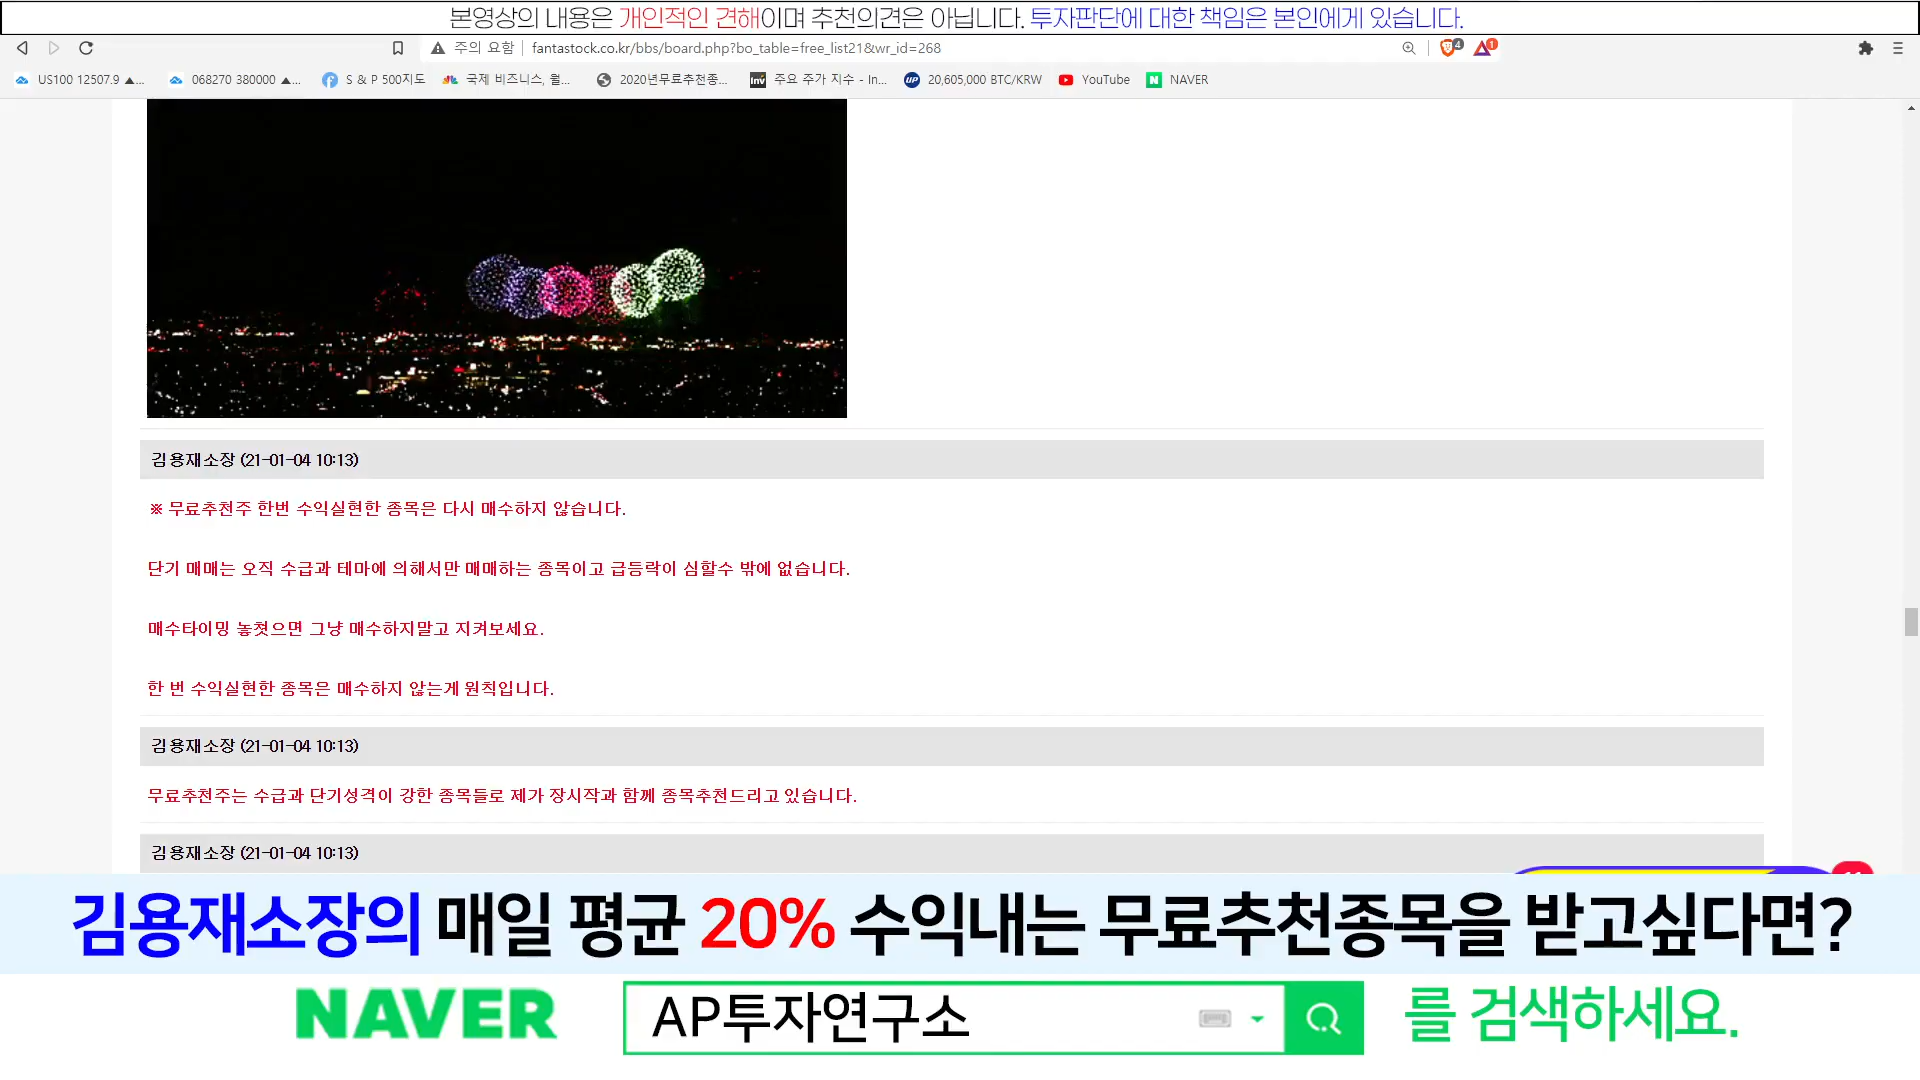 본영상의 내용은 개인적인 견해이며 추천의견은 아닙니다. 투자판단에 대한 책임은 본인에게 있습니다.
주의 요함 fantastock.co.kr/bbs/board.php?bo_table=free_list21&wr_id=268 4 1
US100 12507.9 ▲... 068270 380000 ▲... S & P 500지도 국제 비즈니스, 월... 2020년무료추천종... Inv 주요 주가 지수 - In... UP 20,605,000 BTC/KRW YouTube N NAVER
김용재소장 (21-01-04 10:13)
※ 무료추천주 한번 수익실현한 종목은 다시 매수하지 않습니다.
단기 매매는 오직 수급과 테마에 의해서만 매매하는 종목이고 급등락이 심할수 밖에 없습니다.
매수타이밍 놓쳤으면 그냥 매수하지말고 지켜보세요.
한 번 수익실현한 종목은 매수하지 않는게 원칙입니다.
김용재소장 (21-01-04 10:13)
무료추천주는 수급과 단기성격이 강한 종목들로 제가 장시작과 함께 종목추천드리고 있습니다.
김용재소장 (21-01-04 10:13)
김용재소장의 매일 평균 20% 수익내는 무료추천종목을 받고싶다면?
NAVER AP투자연구소 를 검색하세요.